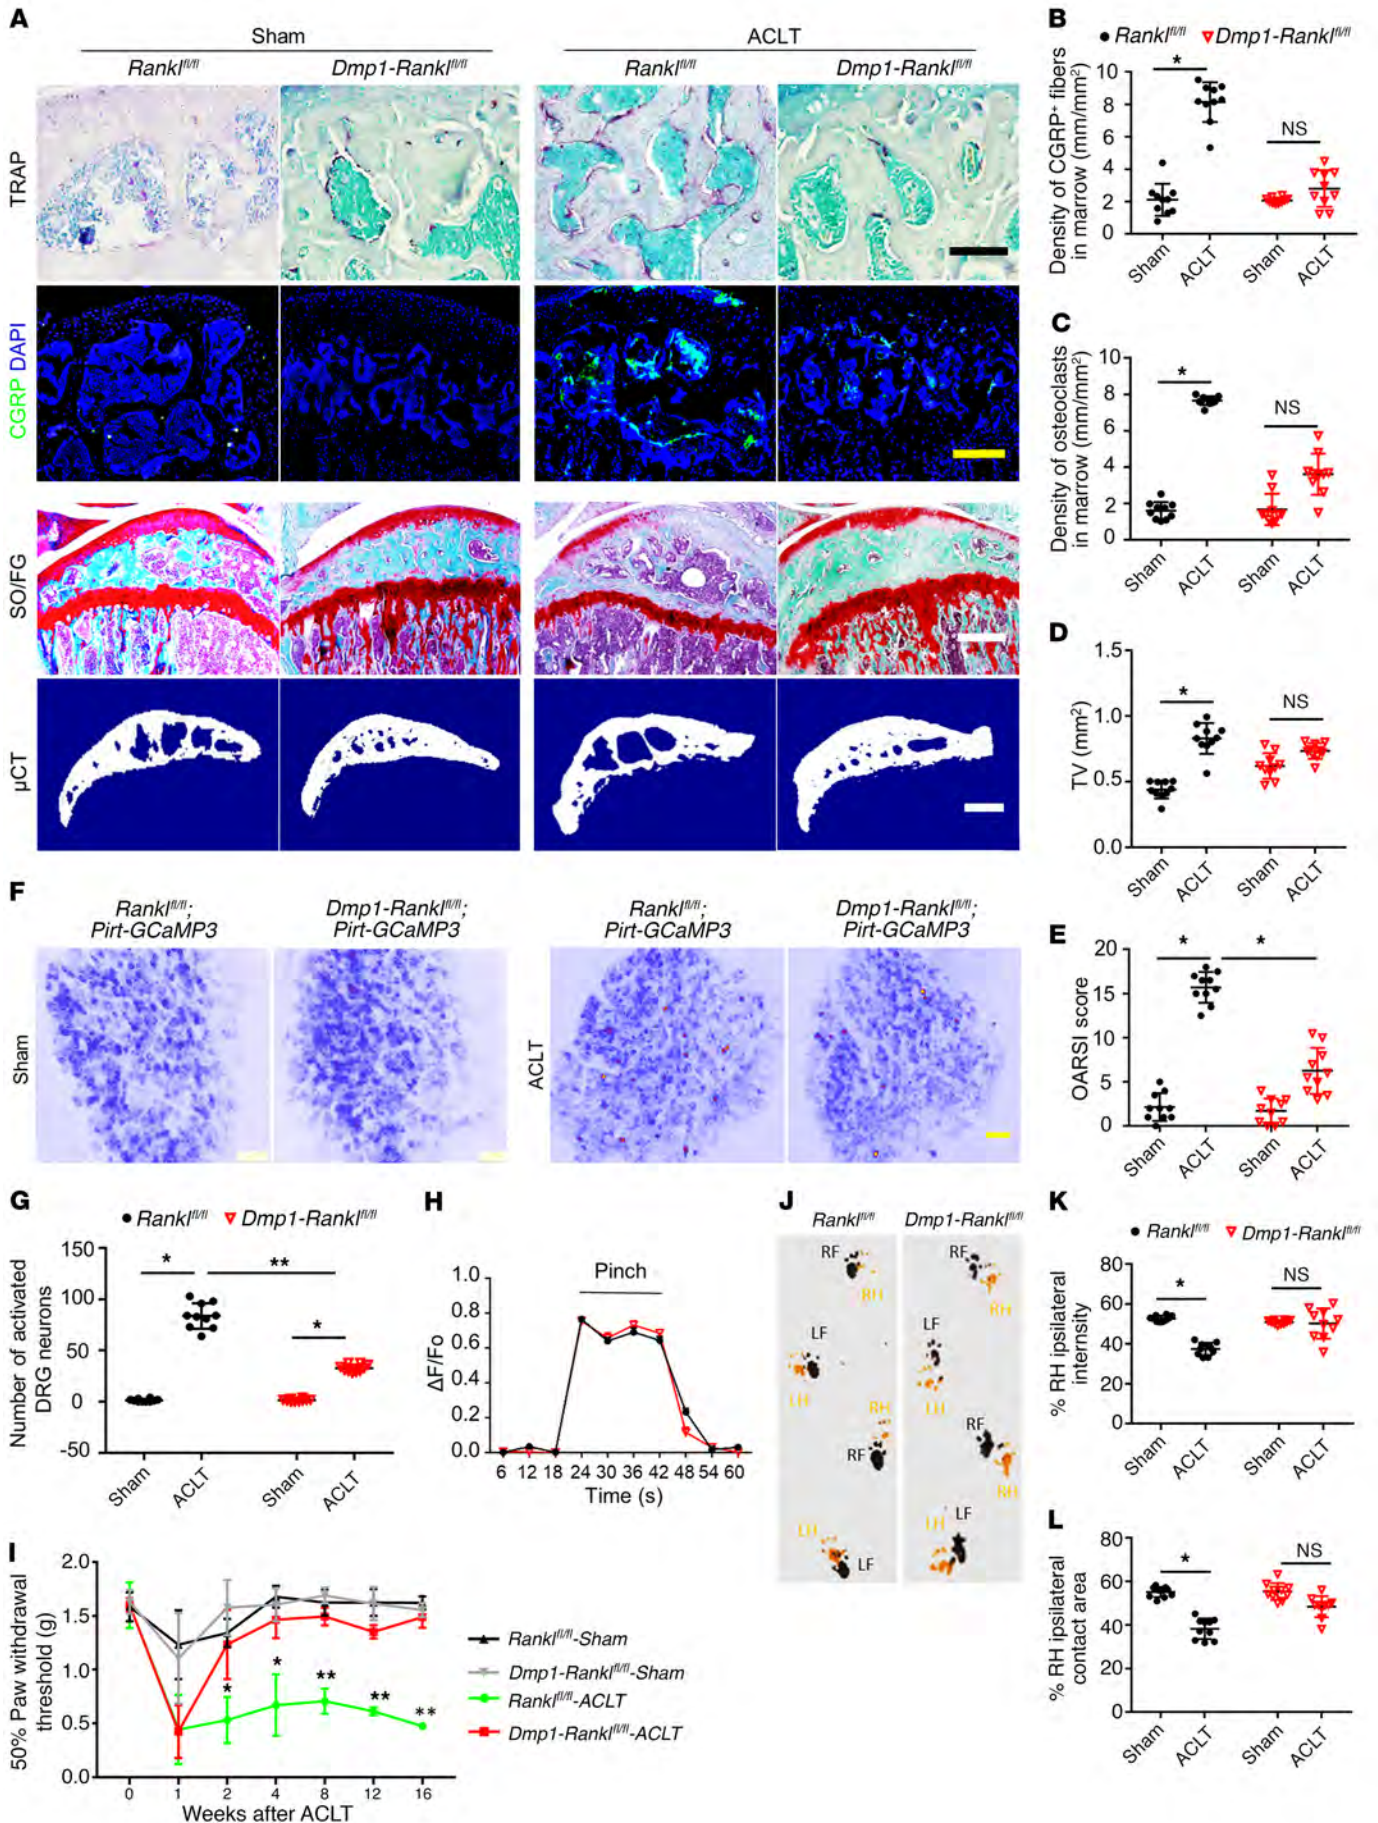 A
Sham
ACLT
Rankl^fl/fl
Dmp1-Rankl^fl/fl
Rankl^fl/fl
Dmp1-Rankl^fl/fl
TRAP
CGRP DAPI
SO/FG
µCT
B
Rankl^fl/fl
Dmp1-Rankl^fl/fl
Density of CGRP+ fibers
in marrow (mm/mm²)
10
8
6
4
2
0
*
NS
Sham
ACLT
Sham
ACLT
C
Density of osteoclasts
in marrow (mm/mm²)
10
8
6
4
2
0
*
NS
Sham
ACLT
Sham
ACLT
D
TV (mm²)
1.5
1.0
0.5
0.0
*
NS
Sham
ACLT
Sham
ACLT
E
OARSI score
20
15
10
5
0
*
*
Sham
ACLT
Sham
ACLT
F
Rankl^fl/fl;
Pirt-GCaMP3
Dmp1-Rankl^fl/fl;
Pirt-GCaMP3
Rankl^fl/fl;
Pirt-GCaMP3
Dmp1-Rankl^fl/fl;
Pirt-GCaMP3
Sham
ACLT
G
Rankl^fl/fl
Dmp1-Rankl^fl/fl
Number of activated
DRG neurons
150
100
50
0
-50
*
**
*
Sham
ACLT
Sham
ACLT
H
Pinch
ΔF/Fo
1.0
0.8
0.6
0.4
0.2
0.0
6 12 18 24 30 36 42 48 54 60
Time (s)
I
50% Paw withdrawal
threshold (g)
2.0
1.5
1.0
0.5
0.0
* * ** ** **
0 1 2 4 8 12 16
Weeks after ACLT
Rankl^fl/fl-Sham
Dmp1-Rankl^fl/fl-Sham
Rankl^fl/fl-ACLT
Dmp1-Rankl^fl/fl-ACLT
J
Rankl^fl/fl
Dmp1-Rankl^fl/fl
RF
RH
LF
LH
RH
RF
LH
LF
RF
RH
LF
LH
RF
RH
LH
LF
K
Rankl^fl/fl
Dmp1-Rankl^fl/fl
% RH ipsilateral
internsity
80
60
40
20
0
*
NS
Sham
ACLT
Sham
ACLT
L
% RH ipsilateral
contact area
80
60
40
20
0
*
NS
Sham
ACLT
Sham
ACLT